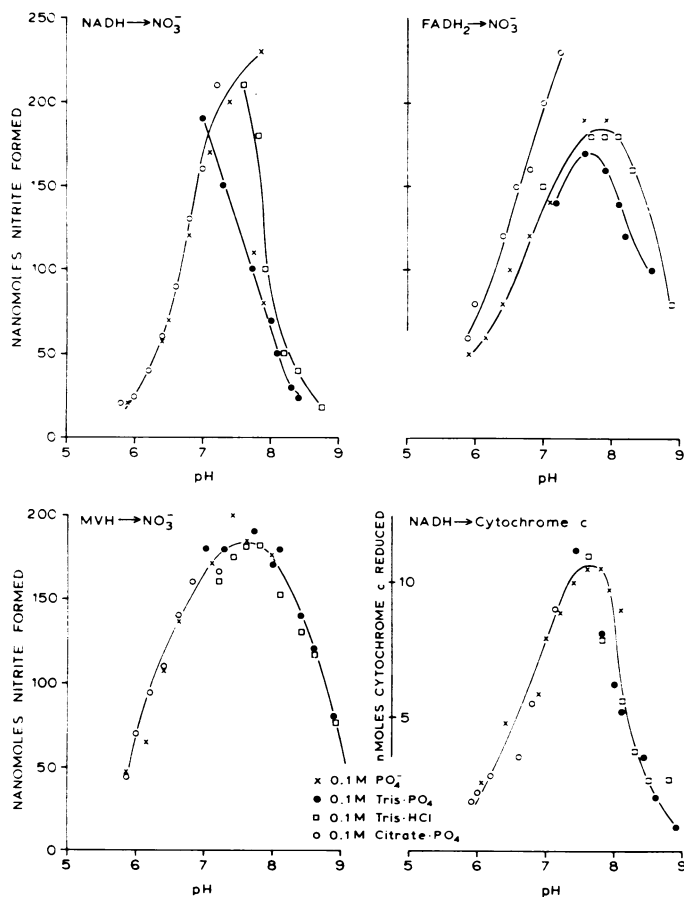 NADH → NO₃⁻
FADH₂ → NO₃⁻
NANOMOLES NITRITE FORMED
250
200
150
100
50
0
5 6 7 8 9
pH
5 6 7 8 9
pH
MVH → NO₃⁻
NADH → Cytochrome c
NANOMOLES NITRITE FORMED
200
150
100
50
0
nMOLES CYTOCHROME c REDUCED
10
5
× 0.1M PO₄⁻
● 0.1M Tris·PO₄
□ 0.1M Tris·HCl
○ 0.1M Citrate·PO₄
5 6 7 8 9
pH
5 6 7 8 9
pH